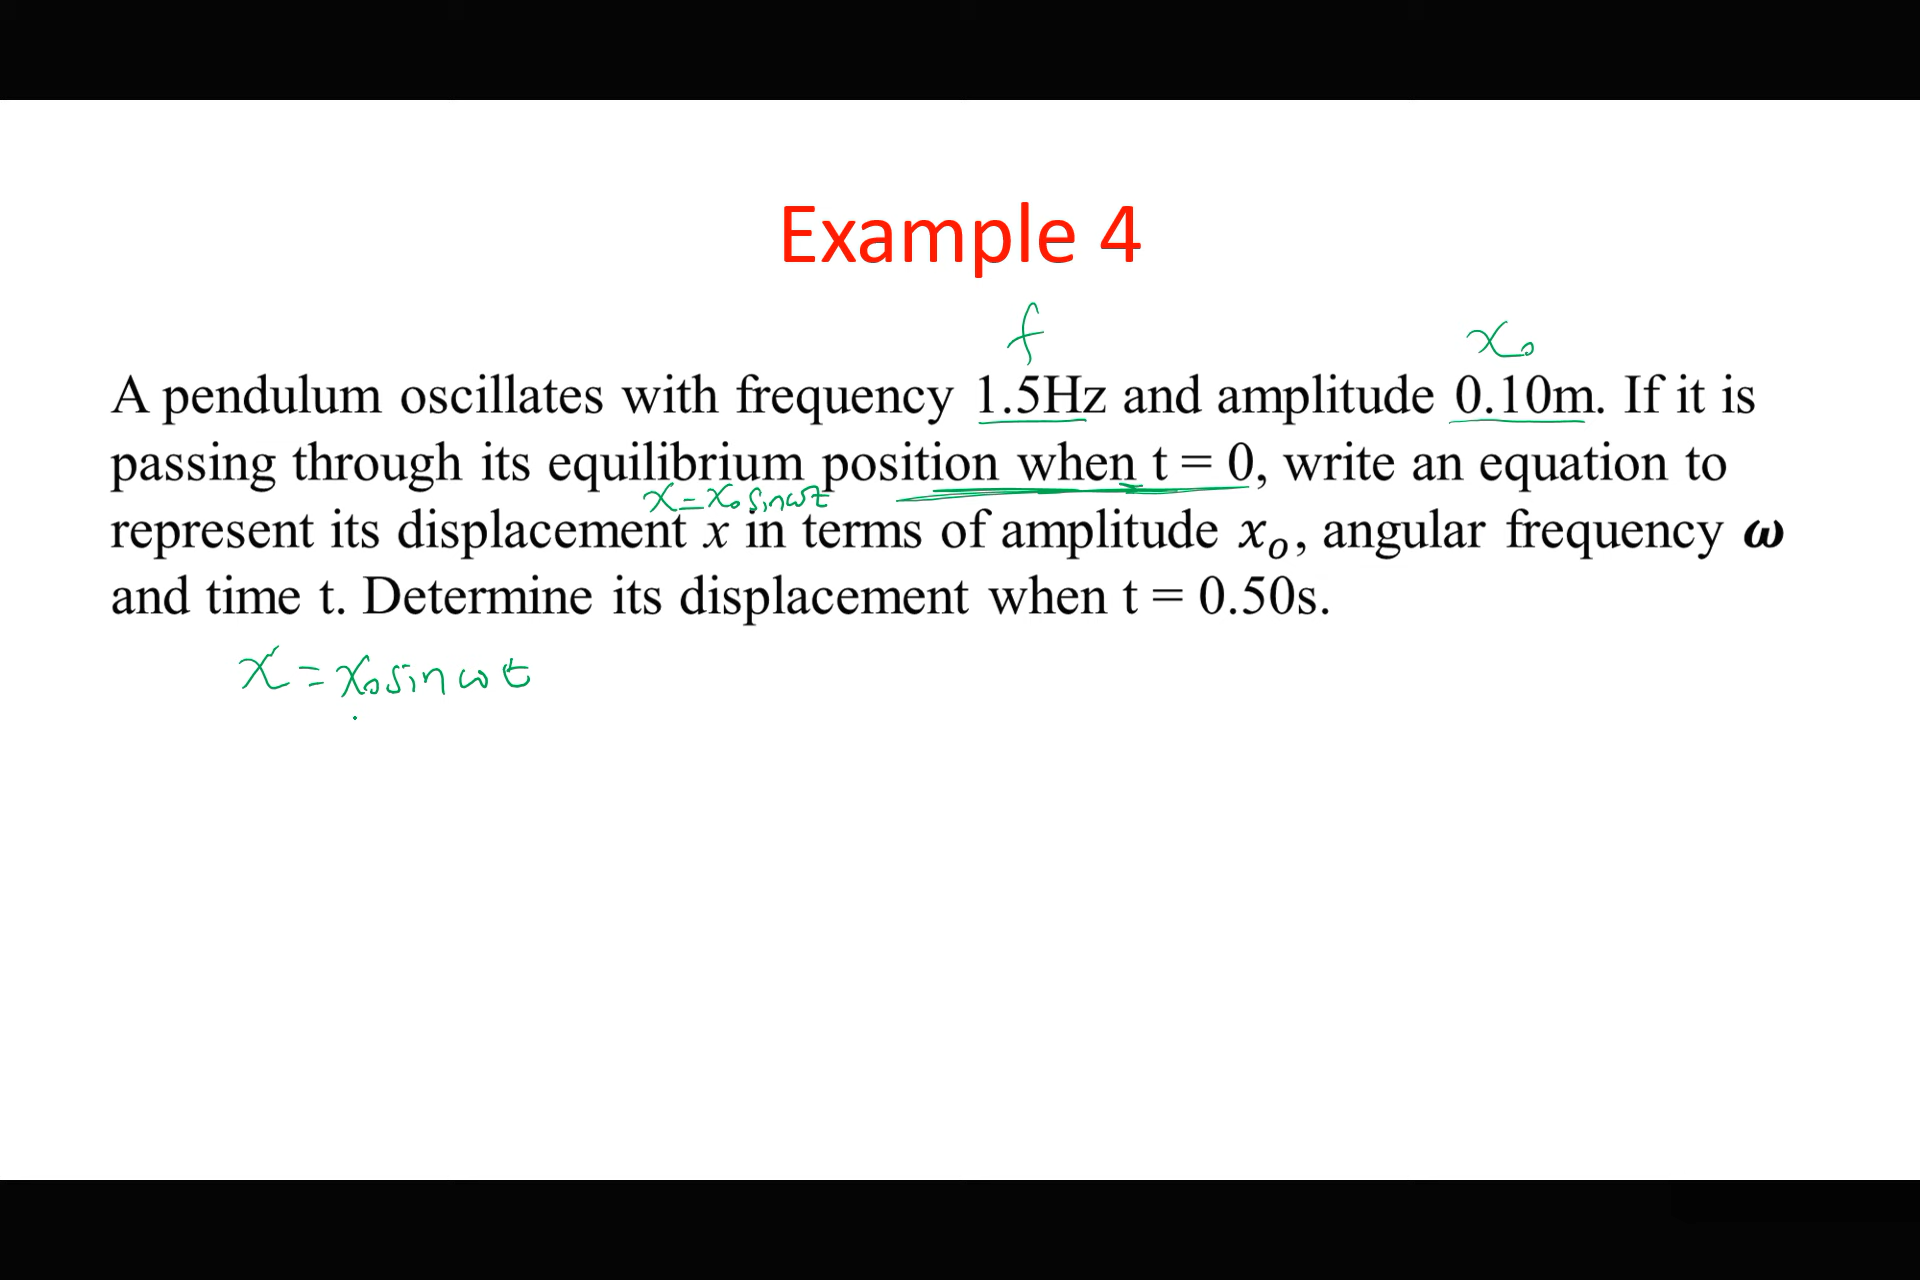 Example 4
f x₀
A pendulum oscillates with frequency 1.5Hz and amplitude 0.10m. If it is
passing through its equilibrium position when t = 0, write an equation to
x = x₀ sin ωt
represent its displacement x in terms of amplitude xₒ, angular frequency ω
and time t. Determine its displacement when t = 0.50s.
x = x₀ sin ω t